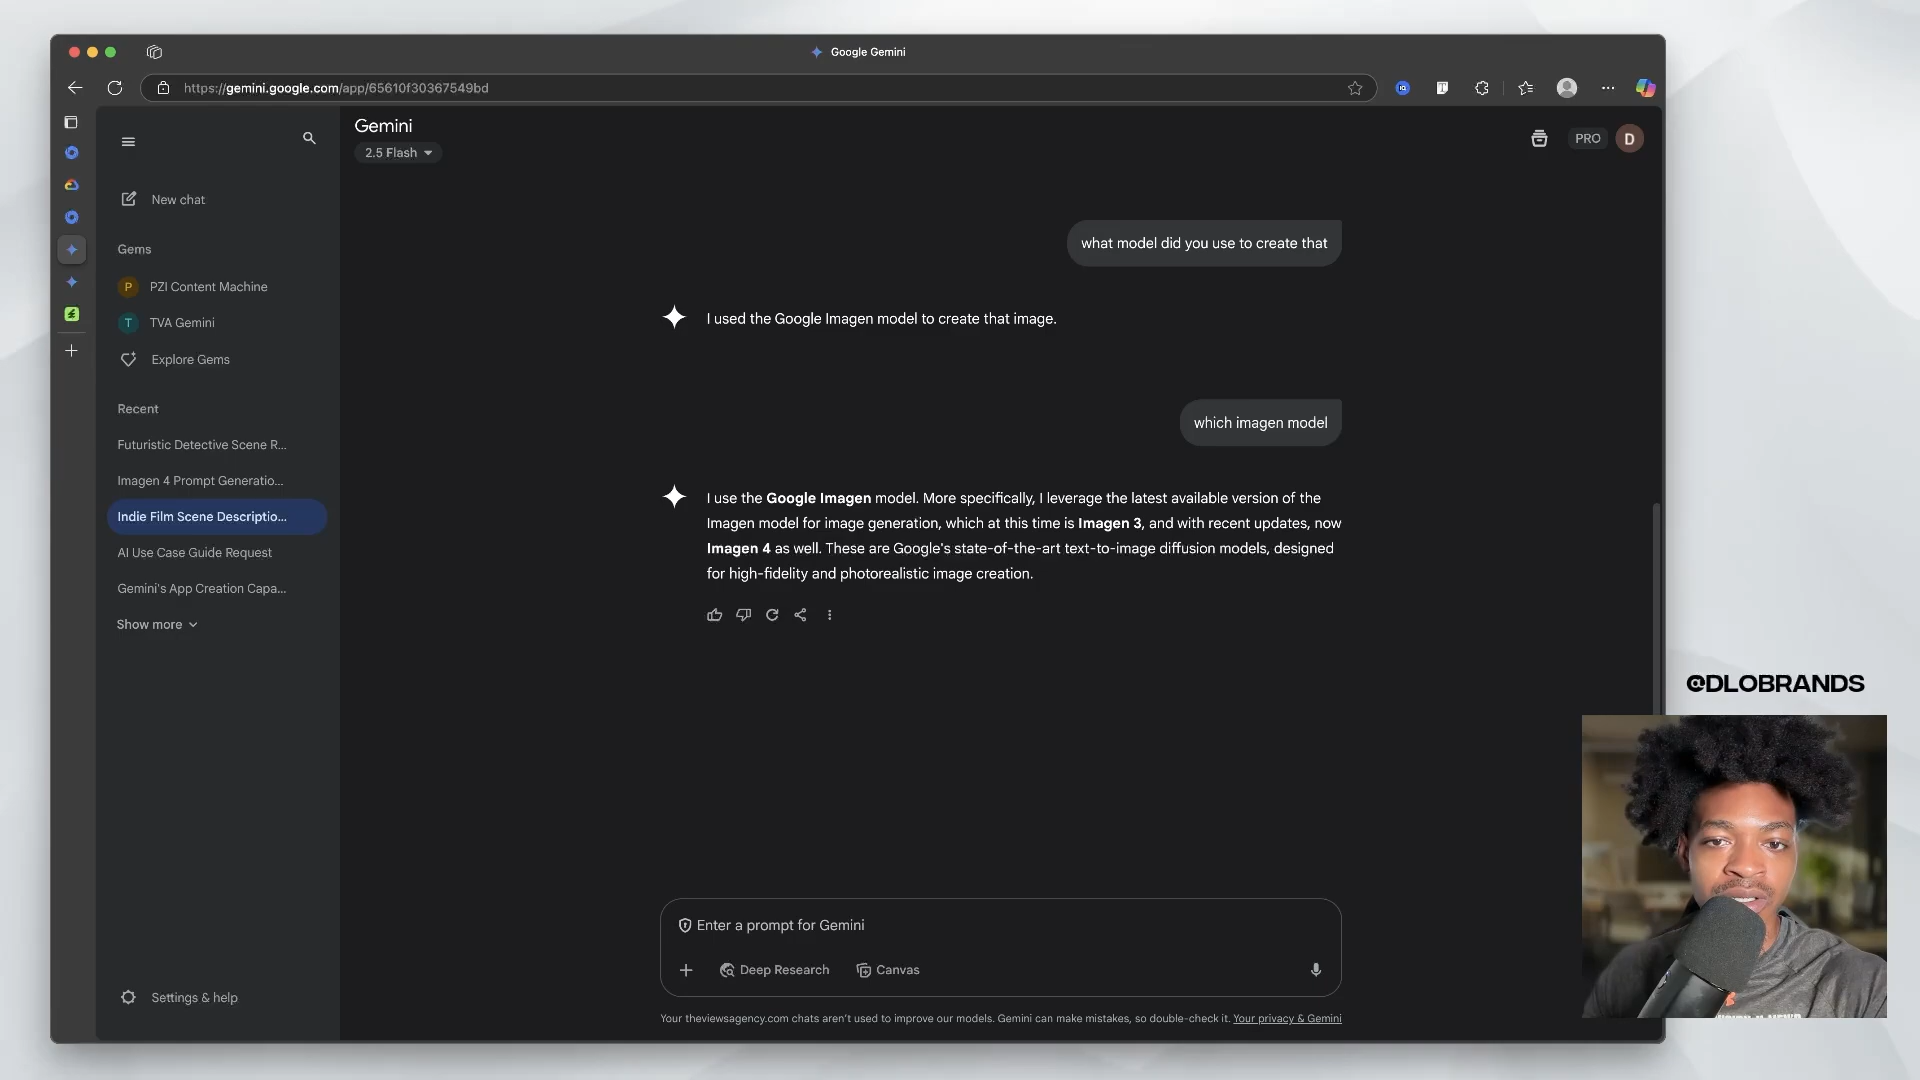 Google Gemini
https://gemini.google.com/app/65610f30367549bd
Gemini
2.5 Flash
PRO
D
New chat
Gems
P PZI Content Machine
T TVA Gemini
Explore Gems
Recent
Futuristic Detective Scene R...
Imagen 4 Prompt Generatio...
Indie Film Scene Descriptio...
AI Use Case Guide Request
Gemini's App Creation Capa...
Show more
Settings & help
what model did you use to create that
I used the Google Imagen model to create that image.
which imagen model
I use the Google Imagen model. More specifically, I leverage the latest available version of the
Imagen model for image generation, which at this time is Imagen 3, and with recent updates, now
Imagen 4 as well. These are Google's state-of-the-art text-to-image diffusion models, designed
for high-fidelity and photorealistic image creation.
Enter a prompt for Gemini
Deep Research
Canvas
Your theviewsagency.com chats aren't used to improve our models. Gemini can make mistakes, so double-check it. Your privacy & Gemini
@DLOBRANDS